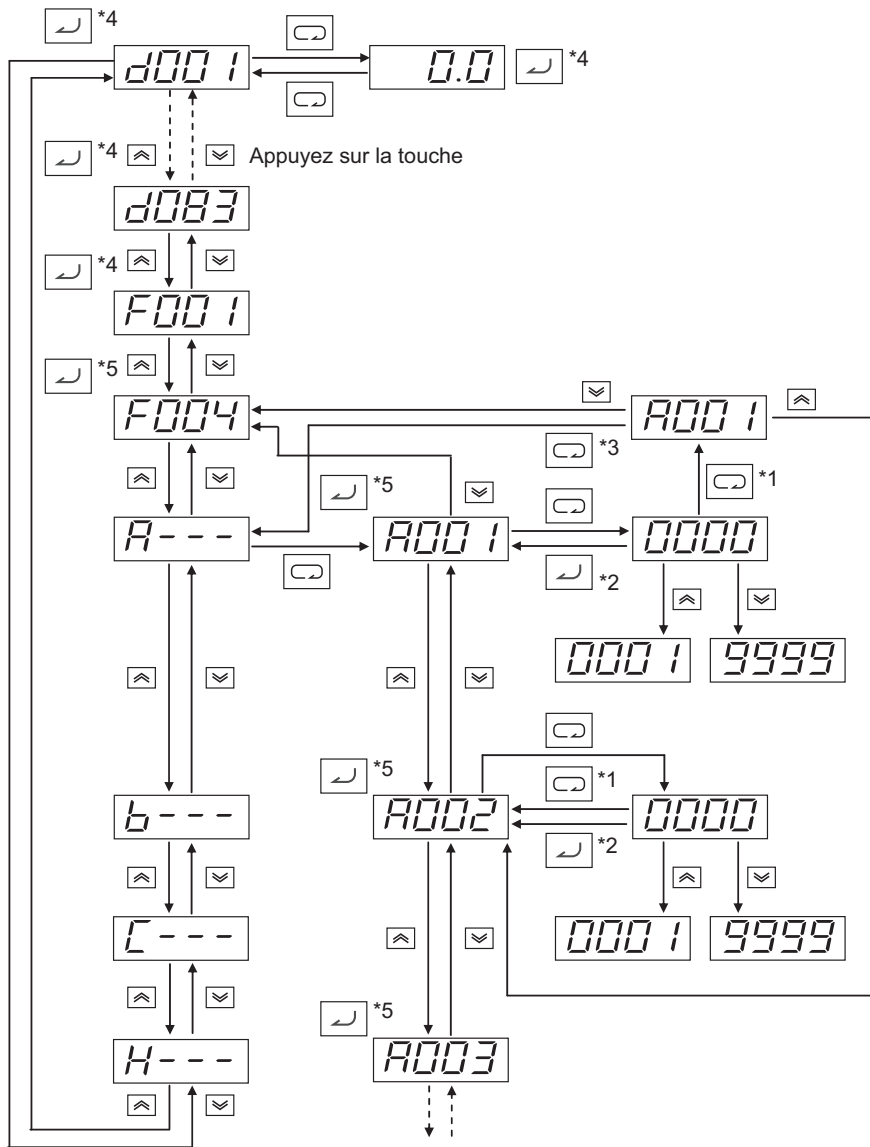 *4
d001
0.0
*4
*4
Appuyez sur la touche
d083
*4
F001
*5
F004
A001
*3
*1
*5
A---
A001
0000
*2
0001
9999
*5
*1
b---
A002
0000
*2
C---
0001
9999
*5
H---
A003